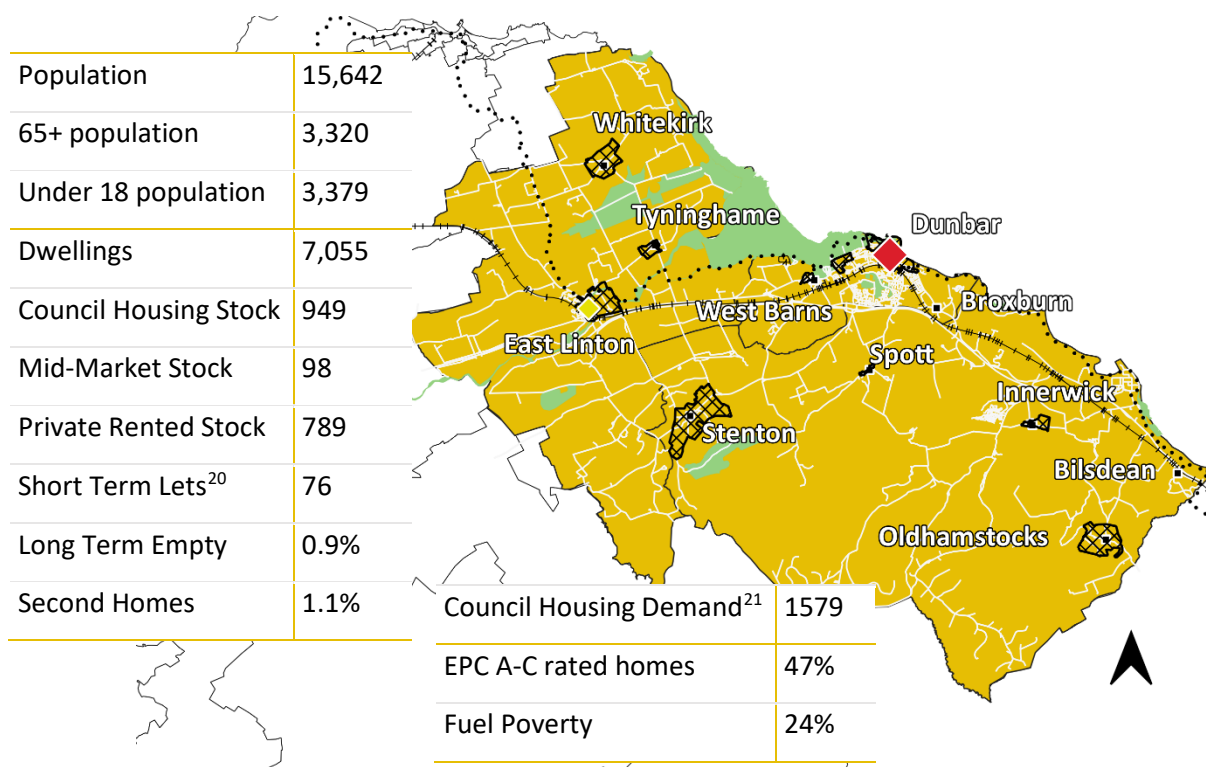 Population 15,642
65+ population 3,320
Under 18 population 3,379
Dwellings 7,055
Council Housing Stock 949
Mid-Market Stock 98
Private Rented Stock 789
Short Term Lets20 76
Long Term Empty 0.9%
Second Homes 1.1%
Council Housing Demand21 1579
EPC A-C rated homes 47%
Fuel Poverty 24%
Whitekirk
Tyninghame
Dunbar
West Barns
Broxburn
East Linton
Spott
Innerwick
Stenton
Bilsdean
Oldhamstocks